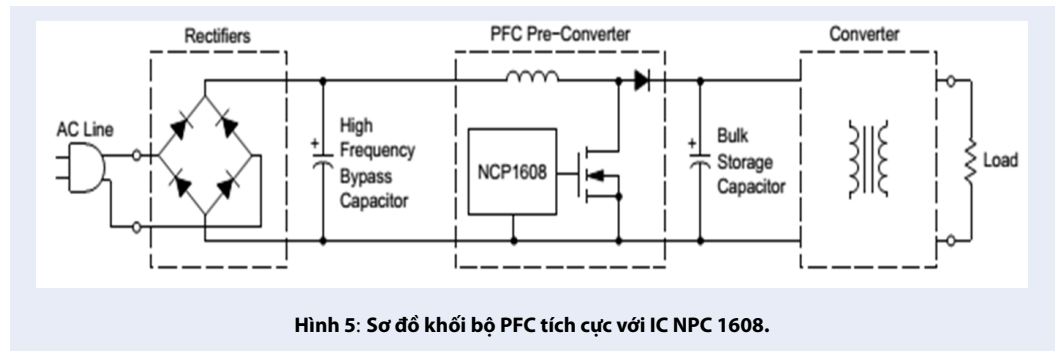 Rectifiers
PFC Pre-Converter
Converter
AC Line
+
High
Frequency
Bypass
Capacitor
NCP1608
+
Bulk
Storage
Capacitor
Load
Hình 5: Sơ đồ khối bộ PFC tích cực với IC NPC 1608.